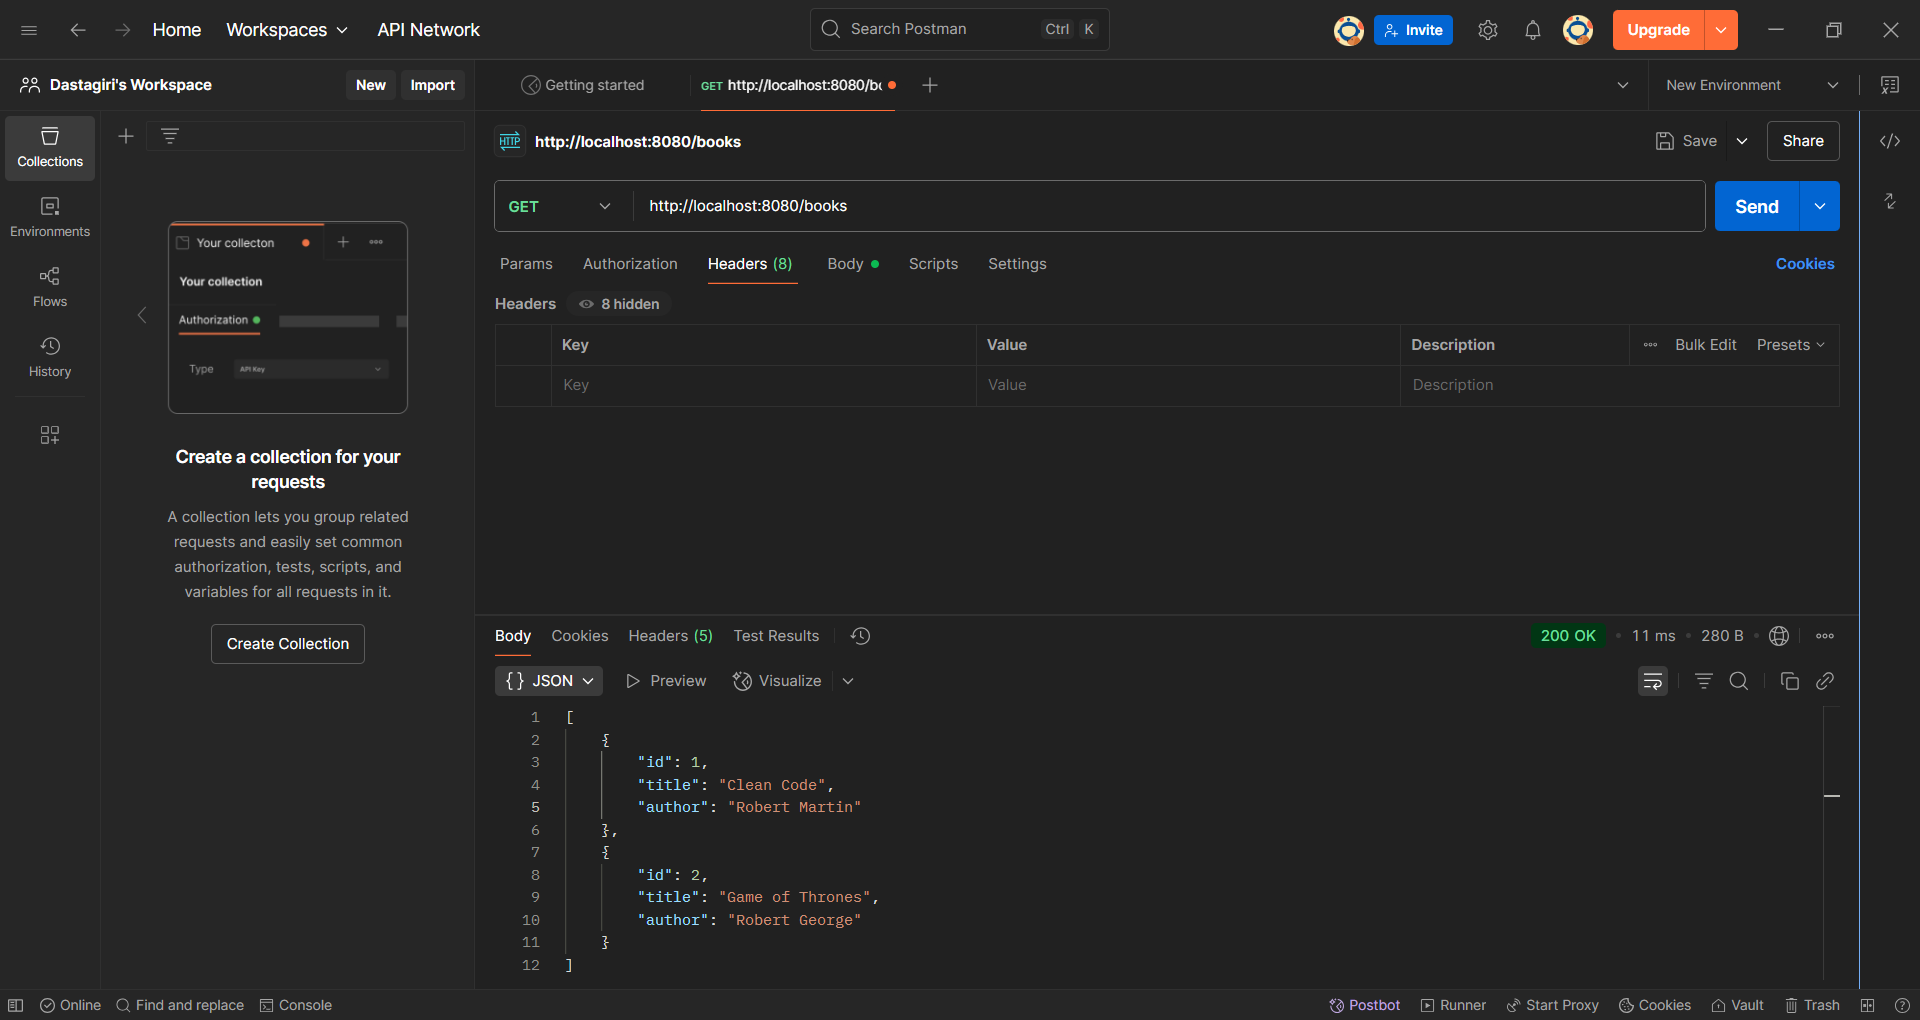 Home Workspaces API Network Search Postman Ctrl K Invite Upgrade
Dastagiri's Workspace New Import Getting started GET http://localhost:8080/bo New Environment
Collections
Environments
Flows
History
Your collecton
Your collection
Authorization
Type API Key
Create a collection for your
requests
A collection lets you group related
requests and easily set common
authorization, tests, scripts, and
variables for all requests in it.
Create Collection
HTTP http://localhost:8080/books Save Share
GET http://localhost:8080/books Send
Params Authorization Headers (8) Body Scripts Settings Cookies
Headers 8 hidden
Key Value Description Bulk Edit Presets
Key Value Description
Body Cookies Headers (5) Test Results 200 OK 11 ms 280 B
{} JSON Preview Visualize
1 [
2 {
3 "id": 1,
4 "title": "Clean Code",
5 "author": "Robert Martin"
6 },
7 {
8 "id": 2,
9 "title": "Game of Thrones",
10 "author": "Robert George"
11 }
12 ]
Online Find and replace Console Postbot Runner Start Proxy Cookies Vault Trash